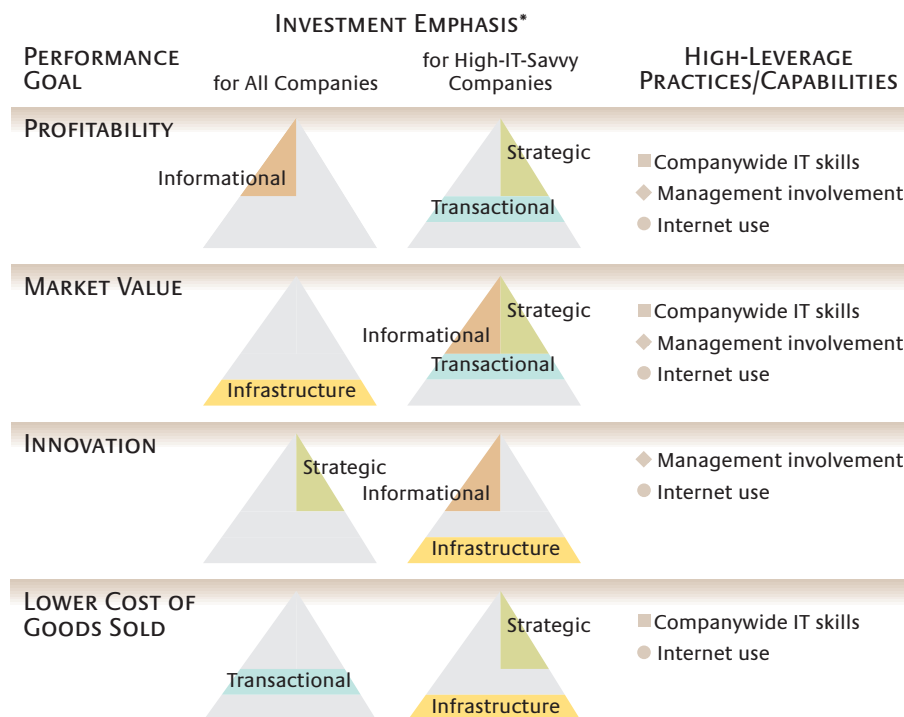 INVESTMENT EMPHASIS*
PERFORMANCE
GOAL
for All Companies
for High-IT-Savvy
Companies
HIGH-LEVERAGE
PRACTICES/CAPABILITIES
PROFITABILITY
Informational
Strategic
Transactional
Companywide IT skills
Management involvement
Internet use
MARKET VALUE
Infrastructure
Informational
Strategic
Transactional
Companywide IT skills
Management involvement
Internet use
INNOVATION
Strategic
Informational
Infrastructure
Management involvement
Internet use
LOWER COST OF
GOODS SOLD
Transactional
Strategic
Infrastructure
Companywide IT skills
Internet use